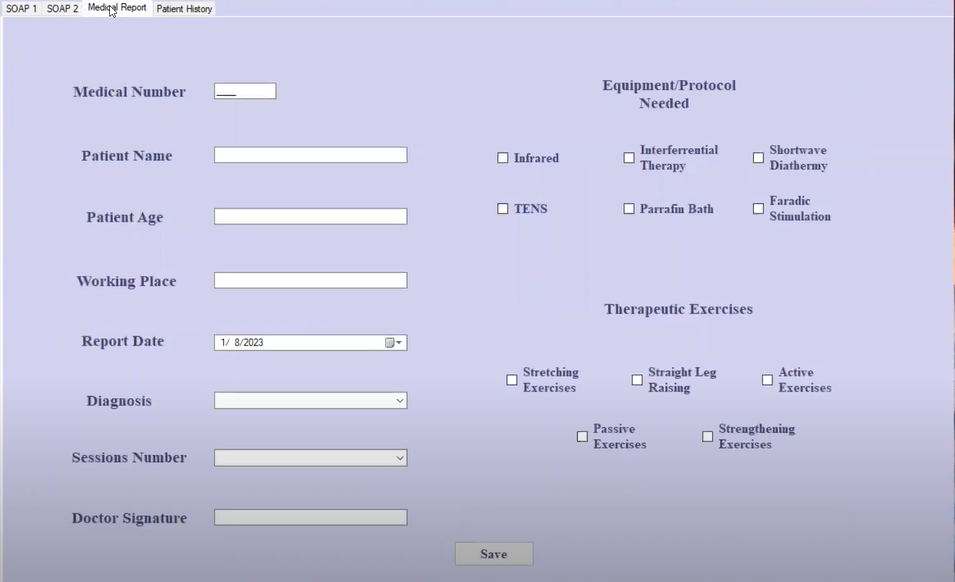 SOAP 1 SOAP 2 Medical Report Patient History
Medical Number ___
Patient Name
Patient Age
Working Place
Report Date 1/ 8/2023
Diagnosis
Sessions Number
Doctor Signature
Equipment/Protocol
Needed
Infrared
Interferrential
Therapy
Shortwave
Diathermy
TENS
Parrafin Bath
Faradic
Stimulation
Therapeutic Exercises
Stretching
Exercises
Straight Leg
Raising
Active
Exercises
Passive
Exercises
Strengthening
Exercises
Save